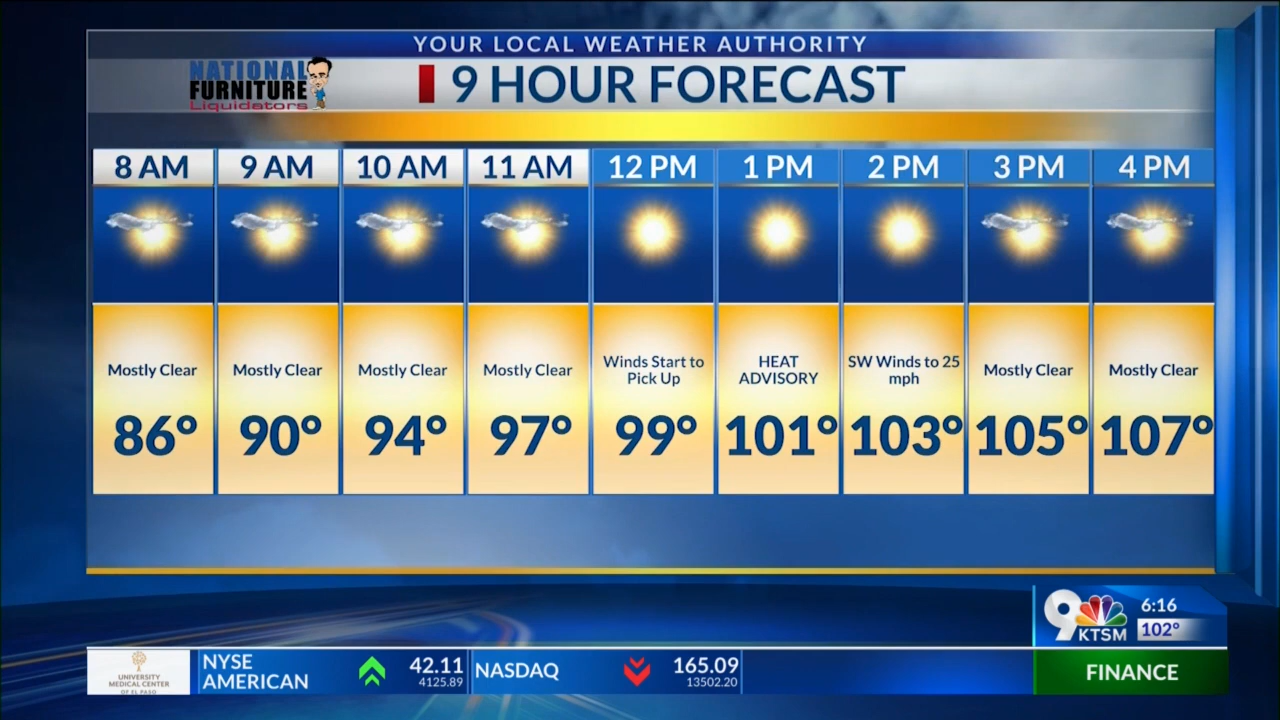 YOUR LOCAL WEATHER AUTHORITY
NATIONAL
FURNITURE
Liquidators
9 HOUR FORECAST
8 AM 9 AM 10 AM 11 AM 12 PM 1 PM 2 PM 3 PM 4 PM
Mostly Clear Mostly Clear Mostly Clear Mostly Clear Winds Start to Pick Up HEAT ADVISORY SW Winds to 25 mph Mostly Clear Mostly Clear
86° 90° 94° 97° 99° 101° 103° 105° 107°
9 KTSM
6:16
102°
UNIVERSITY
MEDICAL CENTER
OF EL PASO
NYSE
AMERICAN
42.11
4125.89
NASDAQ
165.09
13502.20
FINANCE